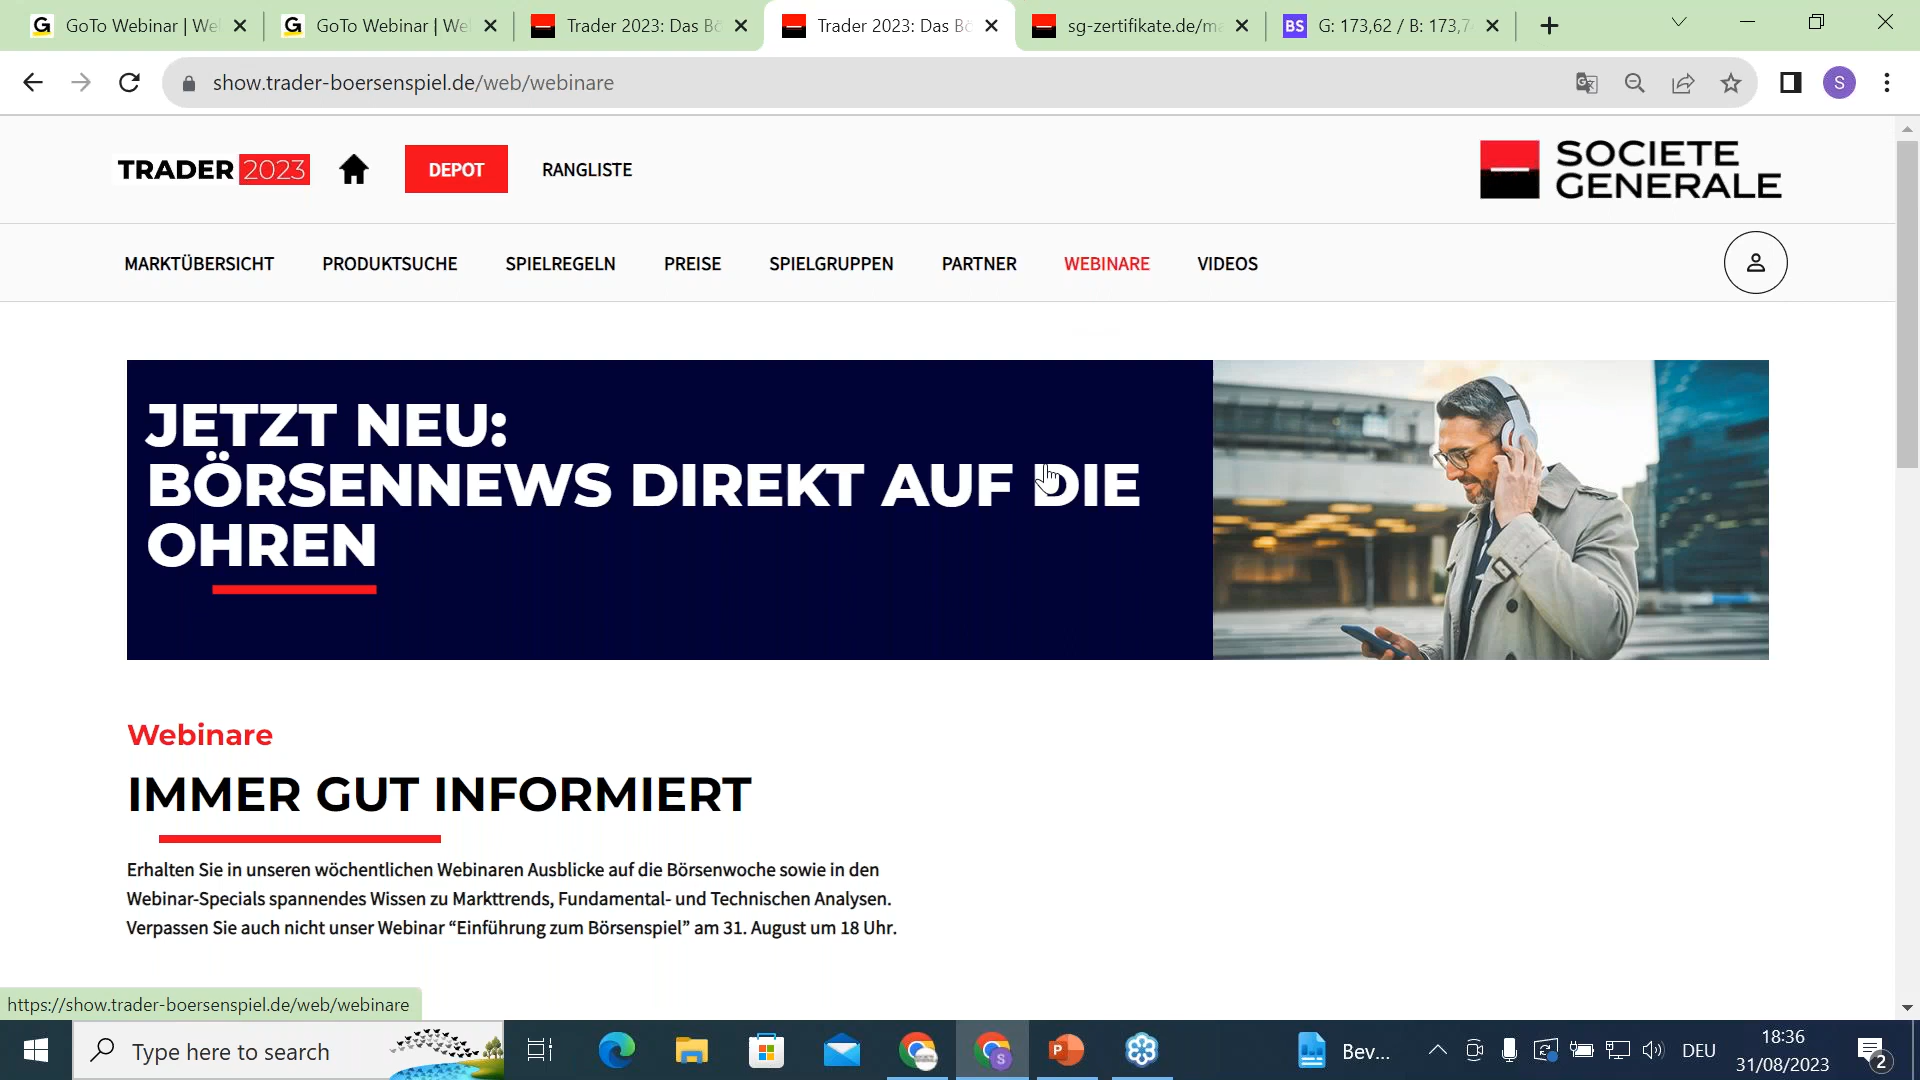 GoTo Webinar | We
GoTo Webinar | We
Trader 2023: Das Bö
Trader 2023: Das Bö
sg-zertifikate.de/ma
BS G: 173,62 / B: 173,7
show.trader-boersenspiel.de/web/webinare
S
TRADER 2023
DEPOT
RANGLISTE
SOCIETE
GENERALE
MARKTÜBERSICHT
PRODUKTSUCHE
SPIELREGELN
PREISE
SPIELGRUPPEN
PARTNER
WEBINARE
VIDEOS
JETZT NEU:
BÖRSENNEWS DIREKT AUF DIE
OHREN
Webinare
IMMER GUT INFORMIERT
Erhalten Sie in unseren wöchentlichen Webinaren Ausblicke auf die Börsenwoche sowie in den
Webinar-Specials spannendes Wissen zu Markttrends, Fundamental- und Technischen Analysen.
Verpassen Sie auch nicht unser Webinar “Einführung zum Börsenspiel” am 31. August um 18 Uhr.
https://show.trader-boersenspiel.de/web/webinare
Type here to search
Bev...
DEU
18:36
31/08/2023
2